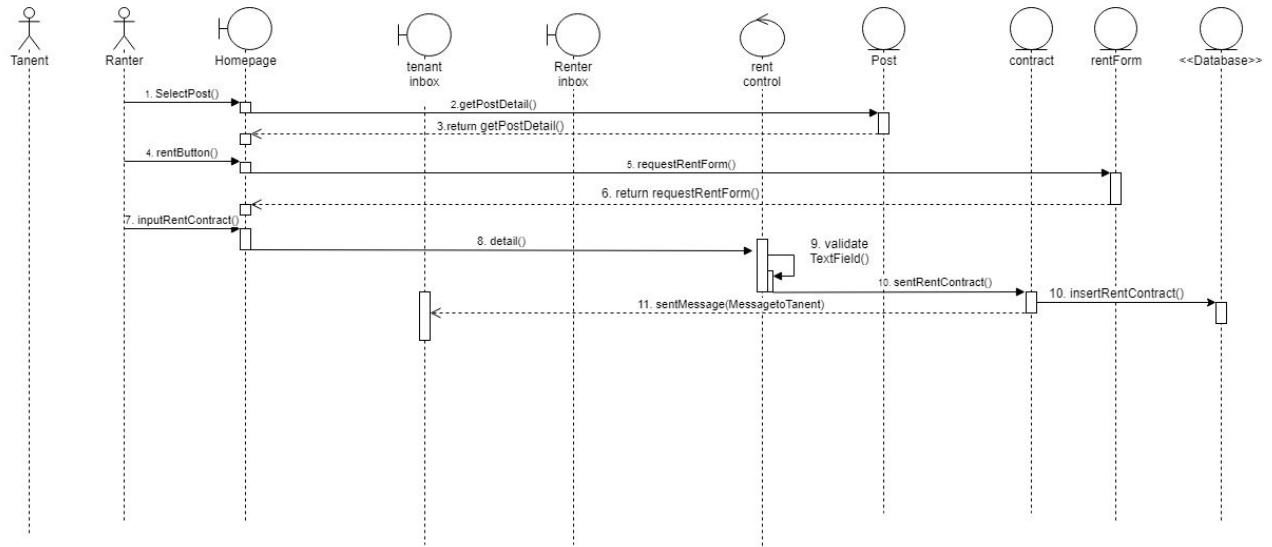 Tanent
Ranter
Homepage
tenant
inbox
Renter
inbox
rent
control
Post
contract
rentForm
<<Database>>
1. SelectPost()
2.getPostDetail()
3.return getPostDetail()
4. rentButton()
5. requestRentForm()
6. return requestRentForm()
7. inputRentContract()
8. detail()
9. validate
TextField()
10. sentRentContract()
10. insertRentContract()
11. sentMessage(MessagetoTanent)